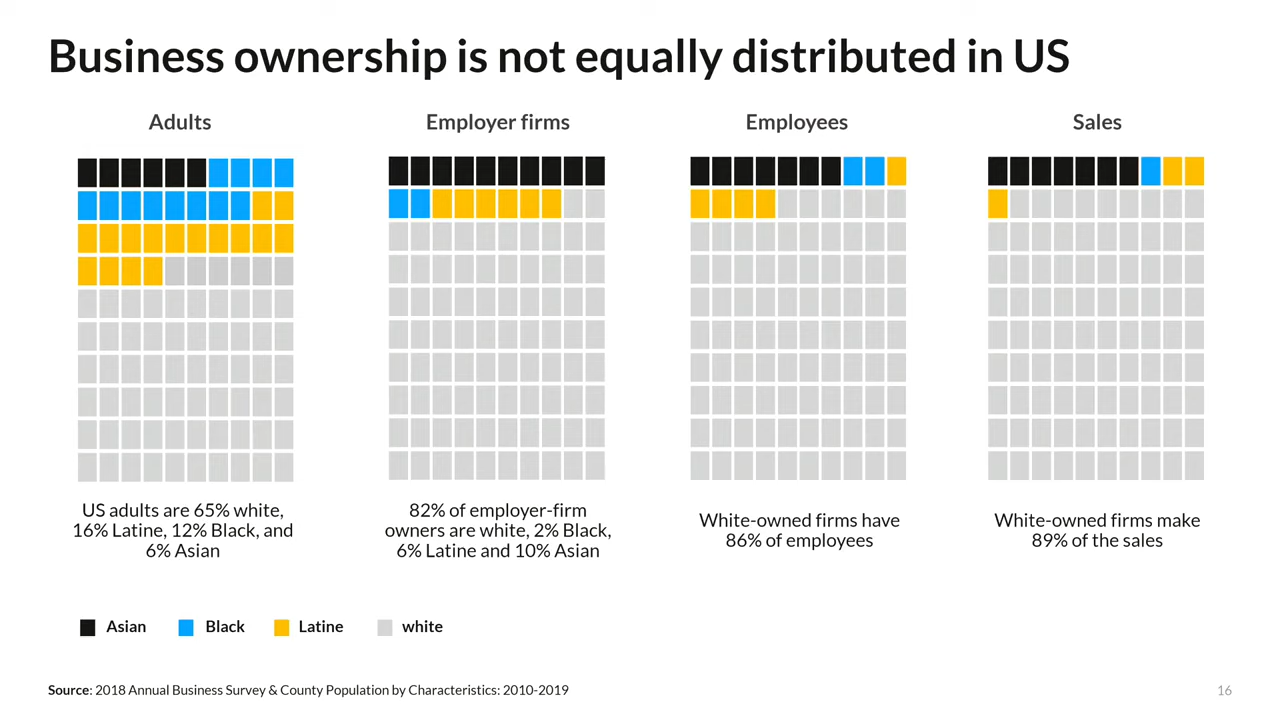 Business ownership is not equally distributed in US
Adults
Employer firms
Employees
Sales
US adults are 65% white,
16% Latine, 12% Black, and
6% Asian
82% of employer-firm
owners are white, 2% Black,
6% Latine and 10% Asian
White-owned firms have
86% of employees
White-owned firms make
89% of the sales
Asian
Black
Latine
white
Source: 2018 Annual Business Survey & County Population by Characteristics: 2010-2019
16